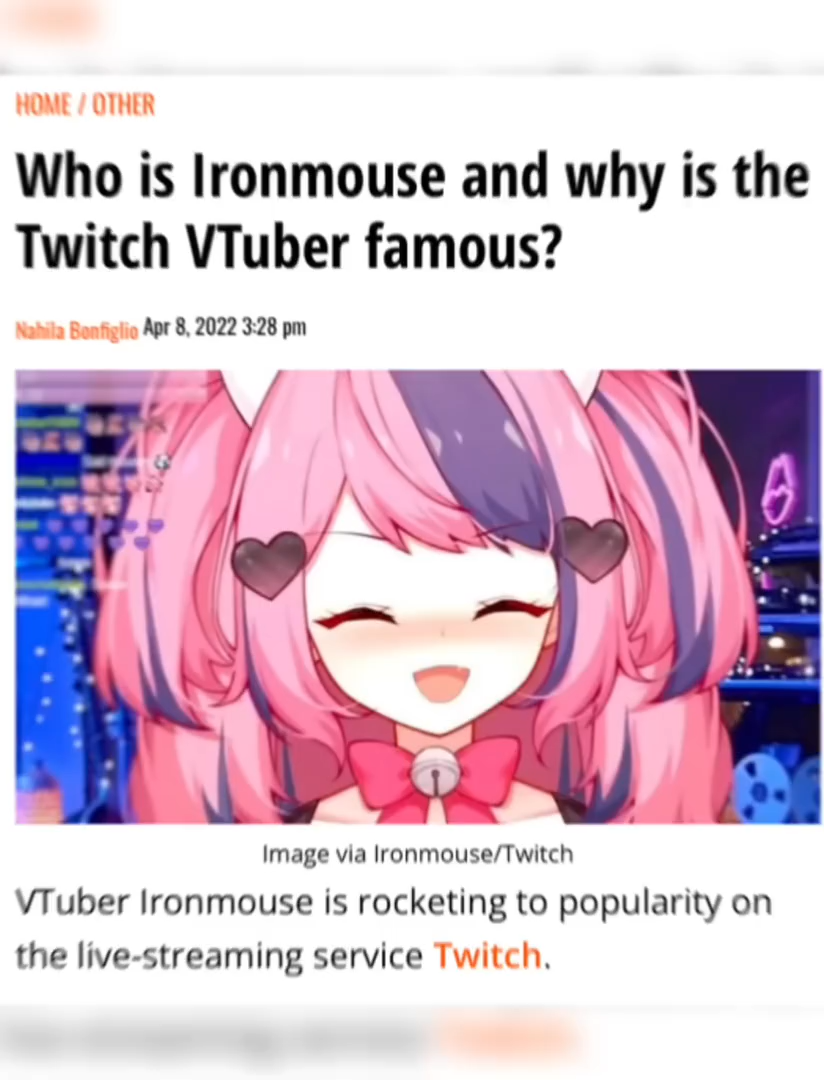 HOME / OTHER
Who is Ironmouse and why is the
Twitch VTuber famous?
Nahila Bonfiglio Apr 8, 2022 3:28 pm
Image via Ironmouse/Twitch
VTuber Ironmouse is rocketing to popularity on
the live-streaming service Twitch.